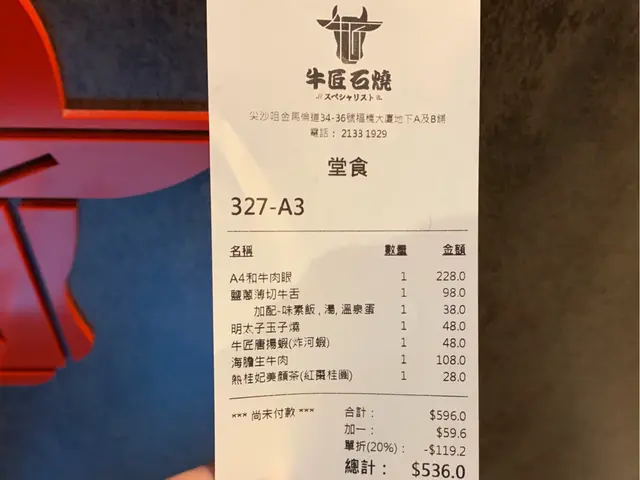 牛匠石燒
スペシャリスト
尖沙咀金馬倫道34-36號福橋大廈地下A及B舖
電話： 2133 1929
堂食
327-A3
名稱 數量 金額
A4和牛肉眼 1 228.0
鹽蔥薄切牛舌 1 98.0
加配-味素飯 , 湯, 溫泉蛋 1 38.0
明太子玉子燒 1 48.0
牛匠唐揚蝦(炸河蝦) 1 48.0
海膽生牛肉 1 108.0
熱桂妃美顏茶(紅棗桂圓) 1 28.0
*** 尚未付款 *** 合計： $596.0
加一： $59.6
單折(20%)： -$119.2
總計： $536.0